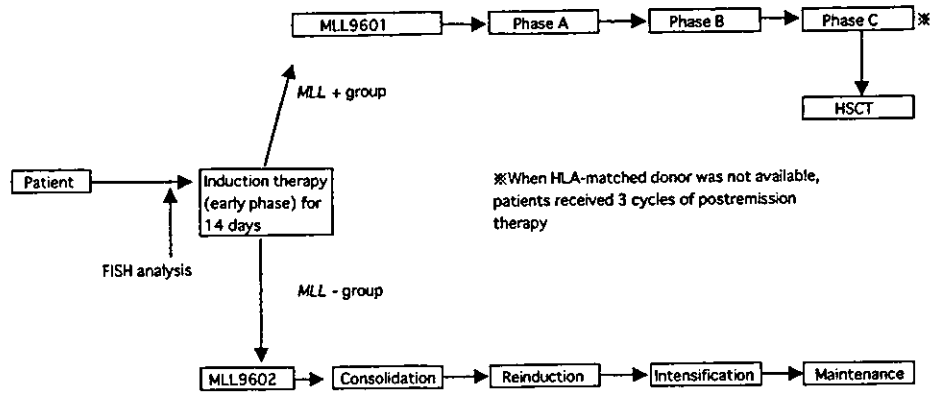 MLL9601
Phase A
Phase B
Phase C ※
MLL + group
HSCT
Patient
Induction therapy
(early phase) for
14 days
※When HLA-matched donor was not available,
patients received 3 cycles of postremission
therapy
FISH analysis
MLL - group
MLL9602
Consolidation
Reinduction
Intensification
Maintenance